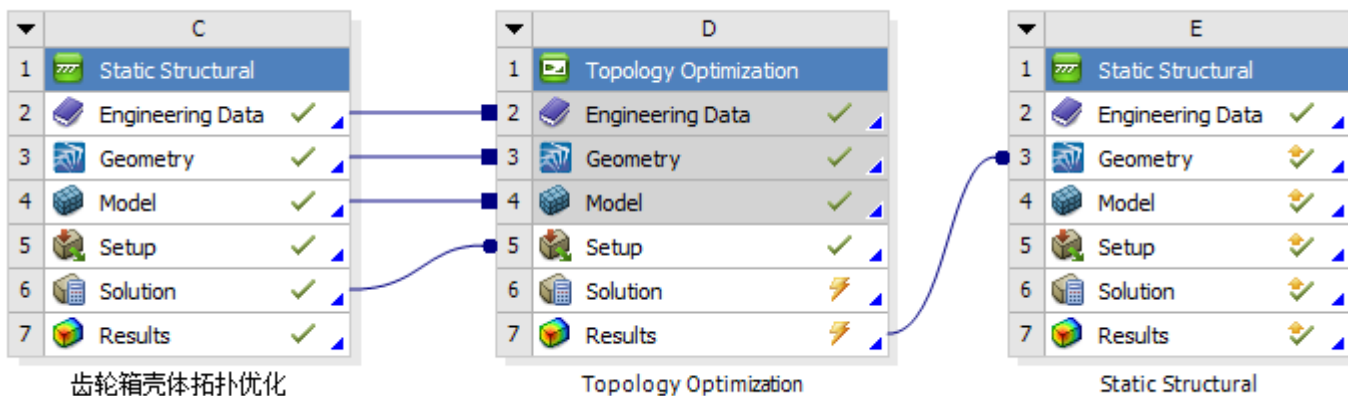 C
1 Static Structural
2 Engineering Data
3 Geometry
4 Model
5 Setup
6 Solution
7 Results
齿轮箱壳体拓扑优化
D
1 Topology Optimization
2 Engineering Data
3 Geometry
4 Model
5 Setup
6 Solution
7 Results
Topology Optimization
E
1 Static Structural
2 Engineering Data
3 Geometry
4 Model
5 Setup
6 Solution
7 Results
Static Structural